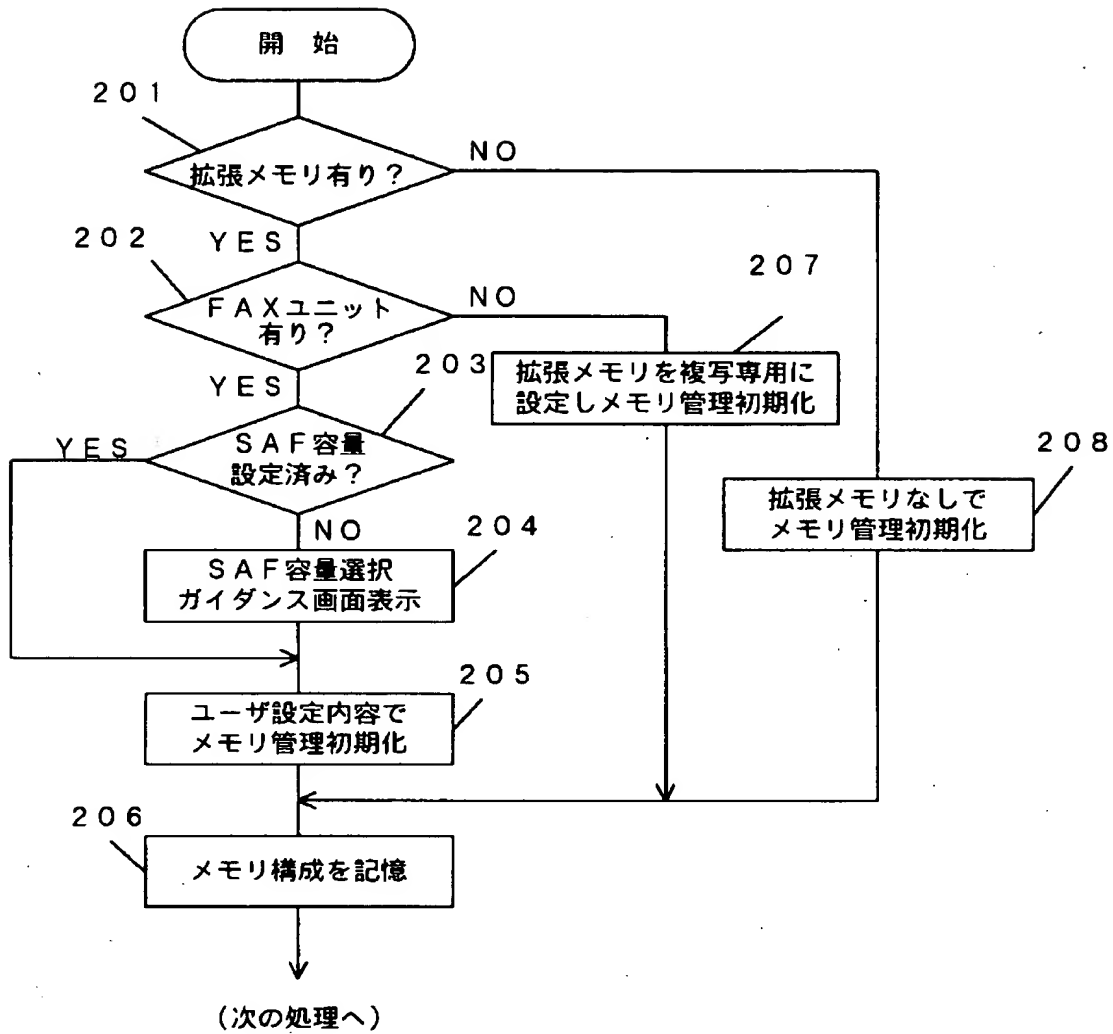 開 始
201
拡張メモリ有り?
NO
YES
202
FAXユニット
有り?
NO
207
拡張メモリを複写専用に
設定しメモリ管理初期化
YES
203
SAF容量
設定済み?
YES
NO
208
拡張メモリなしで
メモリ管理初期化
204
SAF容量選択
ガイダンス画面表示
205
ユーザ設定内容で
メモリ管理初期化
206
メモリ構成を記憶
(次の処理へ)